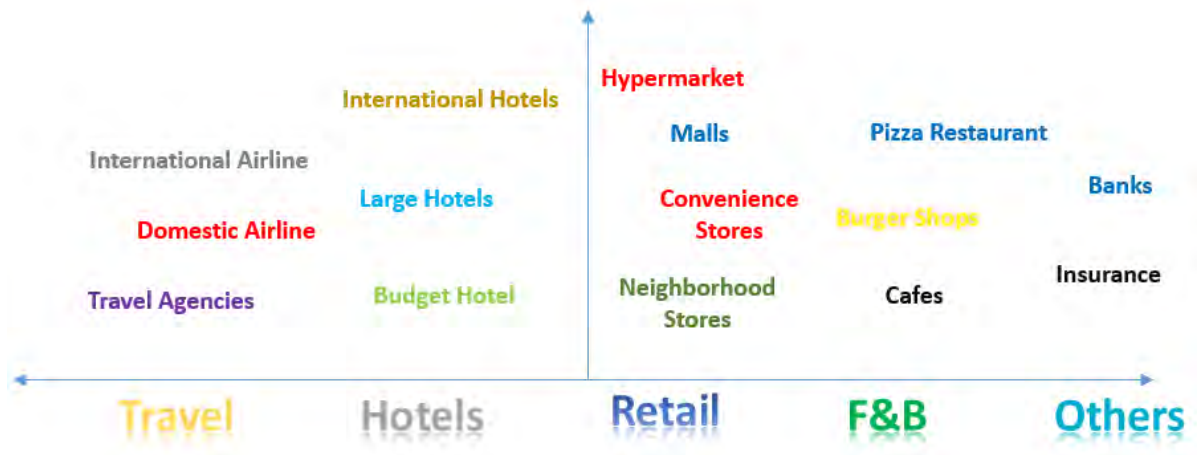 Hypermarket
International Hotels
Malls
Pizza Restaurant
International Airline
Banks
Large Hotels
Convenience
Stores
Burger Shops
Domestic Airline
Insurance
Neighborhood
Stores
Travel Agencies
Budget Hotel
Cafes
Travel
Hotels
Retail
F&B
Others